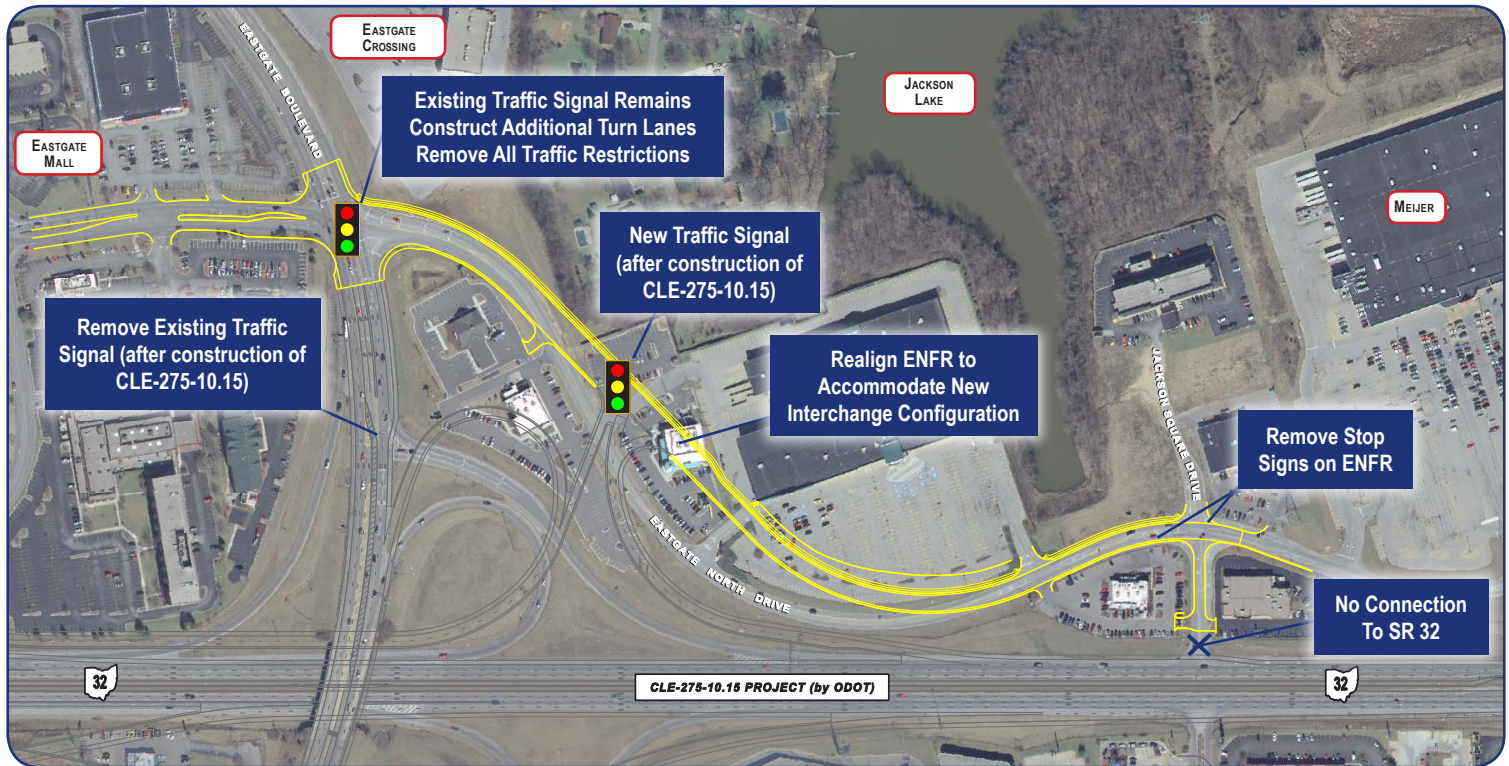 EASTGATE
CROSSING
EASTGATE BOULEVARD
Existing Traffic Signal Remains
Construct Additional Turn Lanes
Remove All Traffic Restrictions
JACKSON
LAKE
EASTGATE
MALL
MEIJER
New Traffic Signal
(after construction of
CLE-275-10.15)
Remove Existing Traffic
Signal (after construction of
CLE-275-10.15)
Realign ENFR to
Accommodate New
Interchange Configuration
JACKSON SQUARE DRIVE
Remove Stop
Signs on ENFR
EASTGATE NORTH DRIVE
No Connection
To SR 32
32
CLE-275-10.15 PROJECT (by ODOT)
32